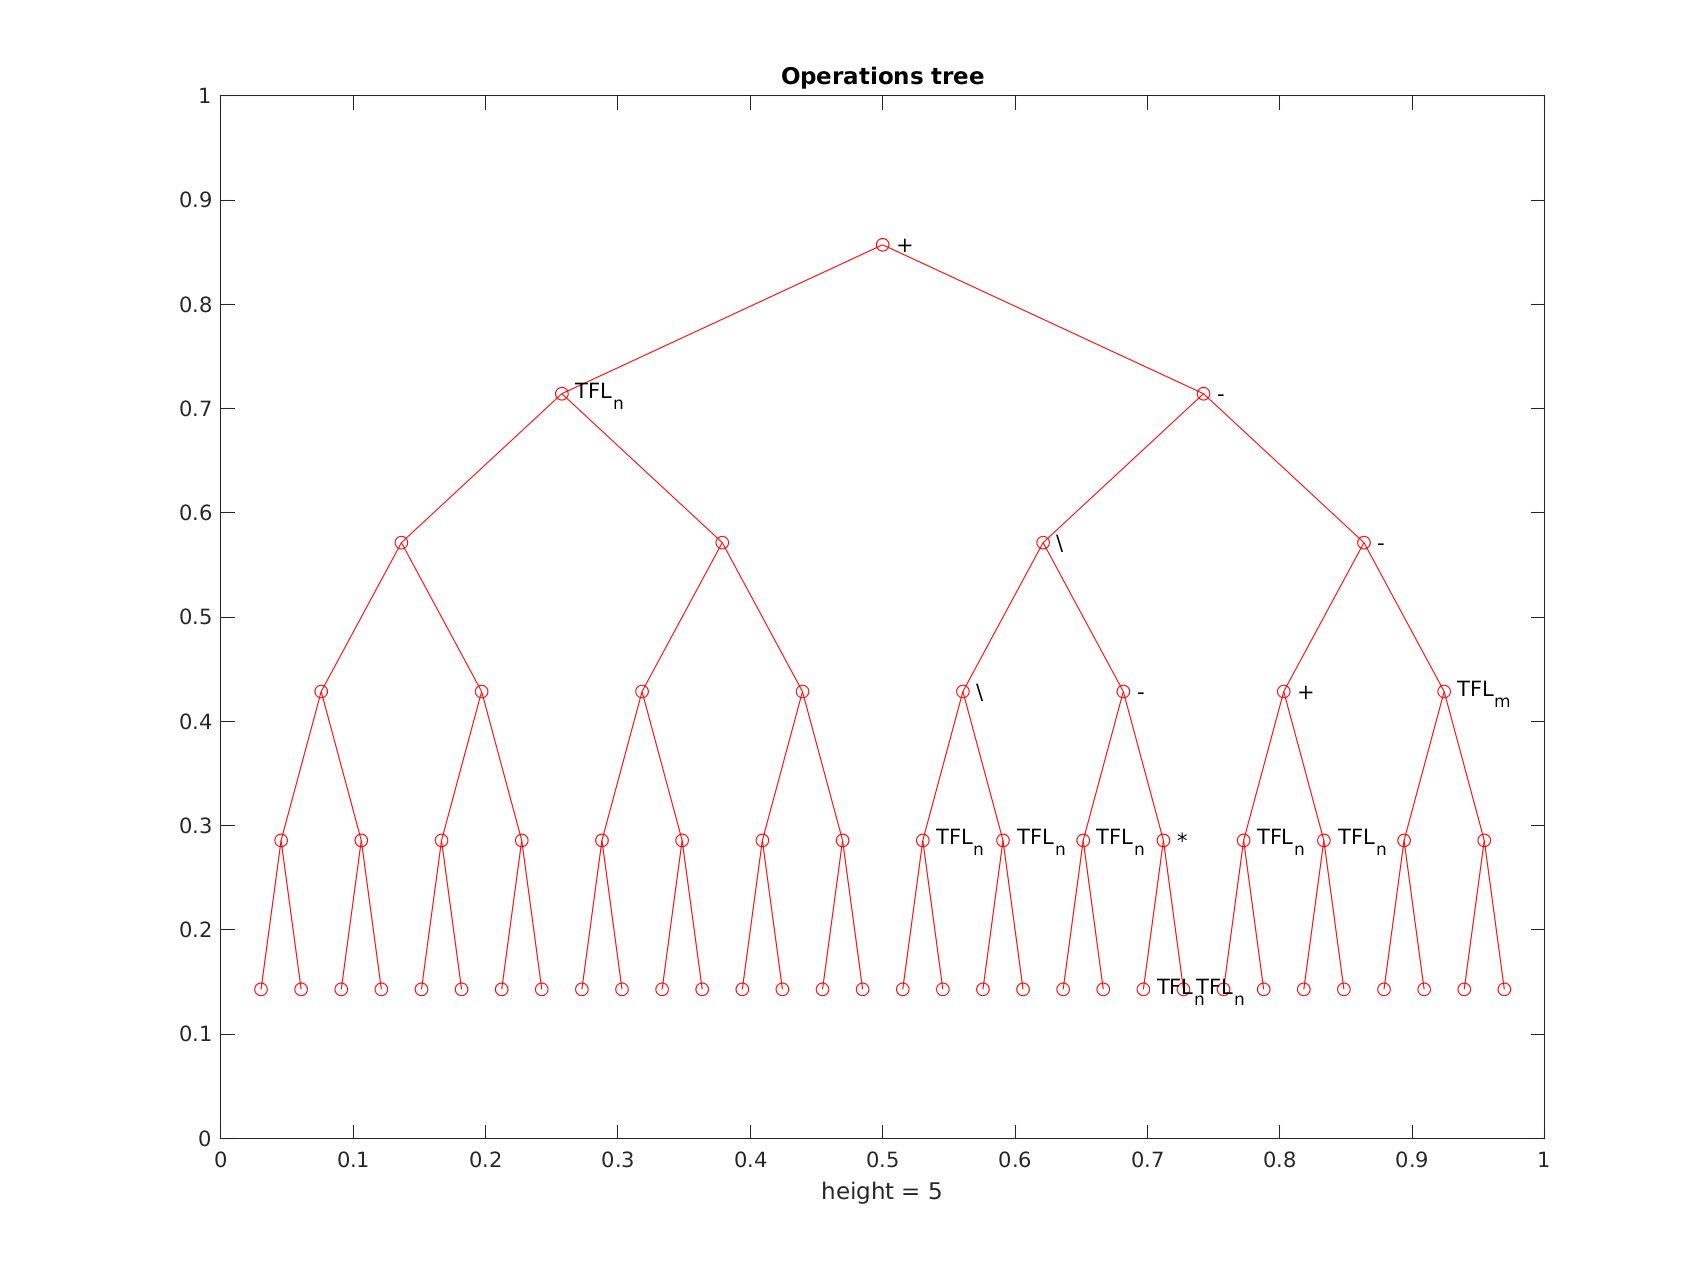 Operations tree
1
0.9
+
0.8
TFLn -
0.7
0.6
\ -
0.5
\ - + TFLm
0.4
0.3
TFLn TFLn TFLn * TFLn TFLn
0.2
TFLn TFLn
0.1
0
0 0.1 0.2 0.3 0.4 0.5 0.6 0.7 0.8 0.9 1
height = 5